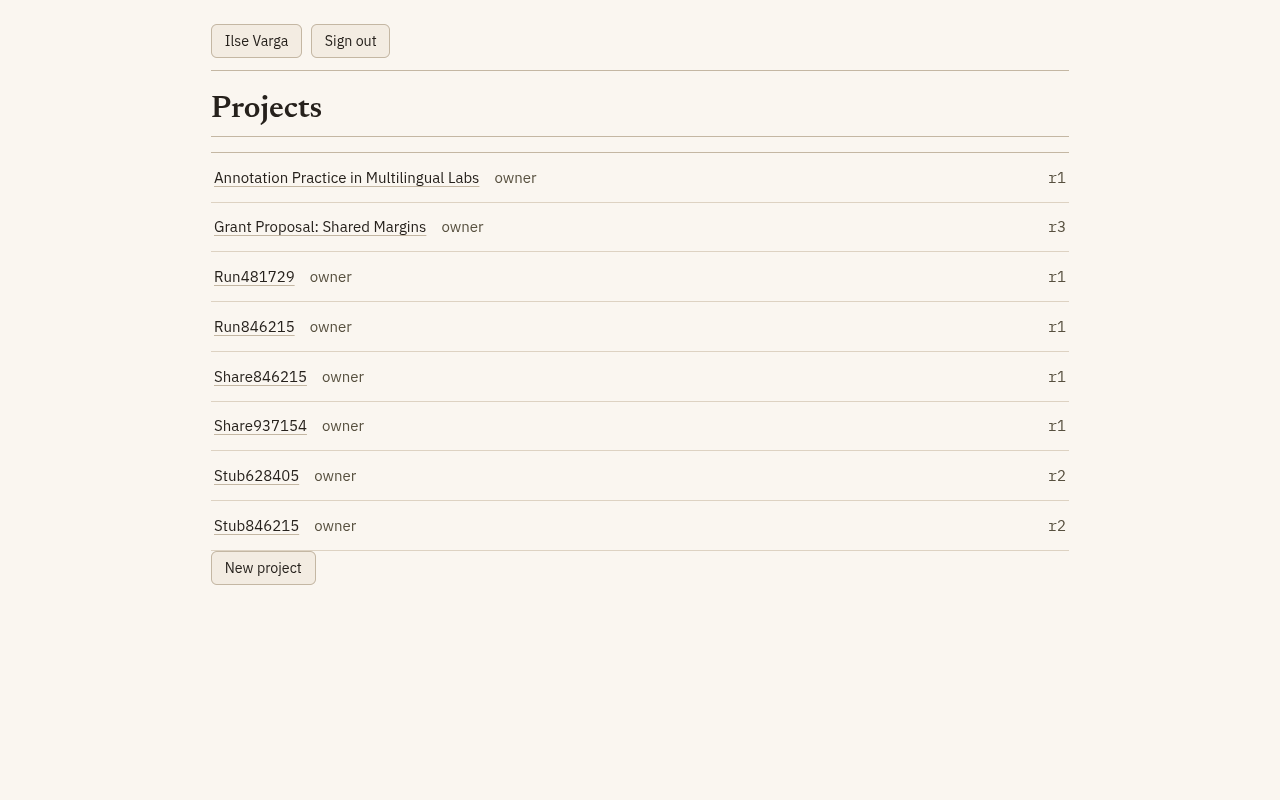 Ilse Varga Sign out
Projects
Annotation Practice in Multilingual Labs owner r1
Grant Proposal: Shared Margins owner r3
Run481729 owner r1
Run846215 owner r1
Share846215 owner r1
Share937154 owner r1
Stub628405 owner r2
Stub846215 owner r2
New project